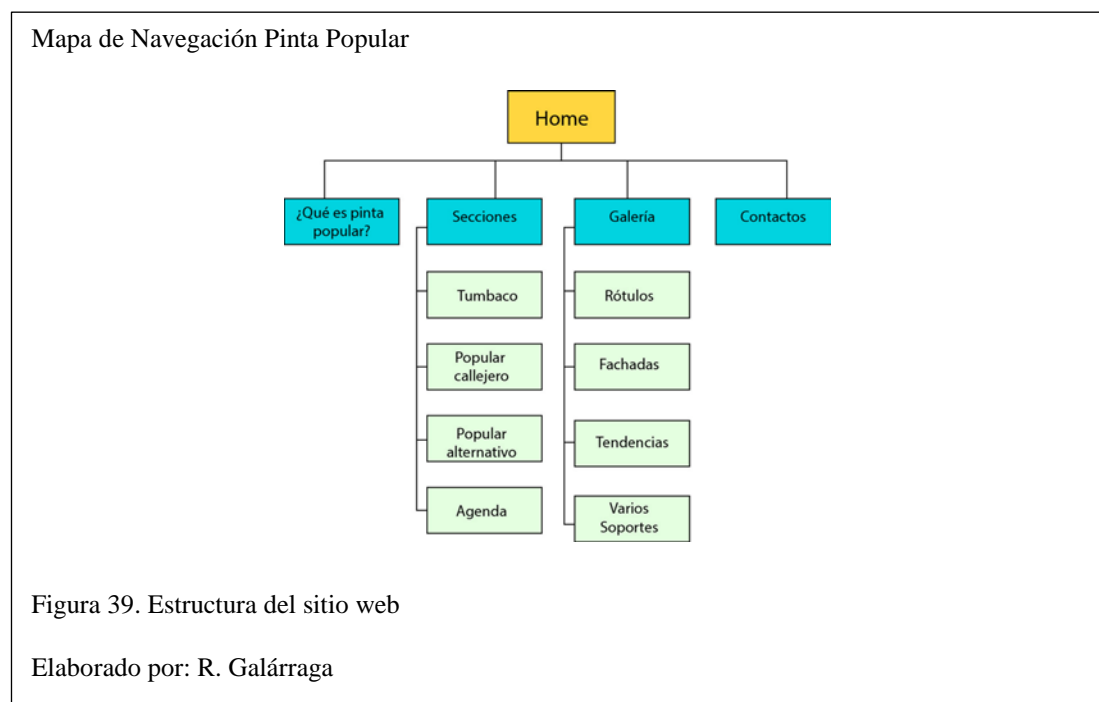 Mapa de Navegación Pinta Popular
Home
¿Qué es pinta
popular?
Secciones
Galería
Contactos
Tumbaco
Popular
callejero
Popular
alternativo
Agenda
Rótulos
Fachadas
Tendencias
Varios
Soportes
Figura 39. Estructura del sitio web
Elaborado por: R. Galárraga